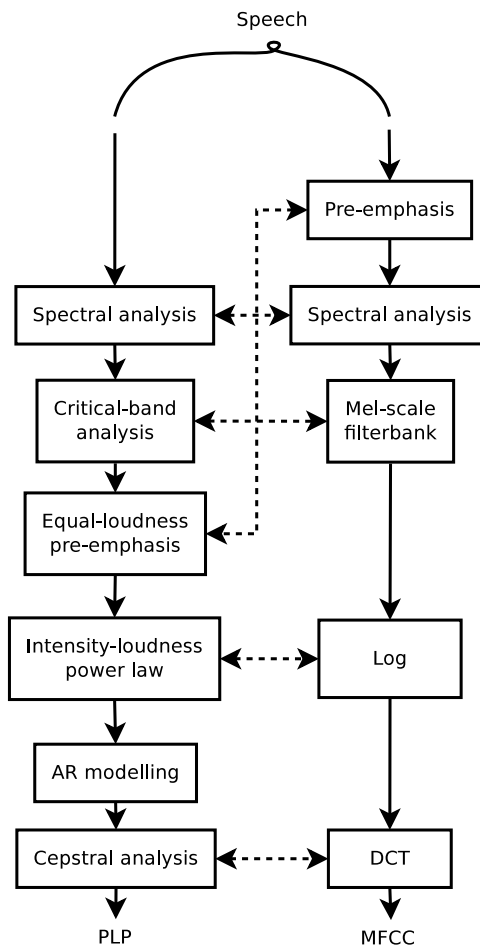 Speech
Pre-emphasis
Spectral analysis
Spectral analysis
Critical-band
analysis
Mel-scale
filterbank
Equal-loudness
pre-emphasis
Intensity-loudness
power law
Log
AR modelling
Cepstral analysis
DCT
PLP
MFCC